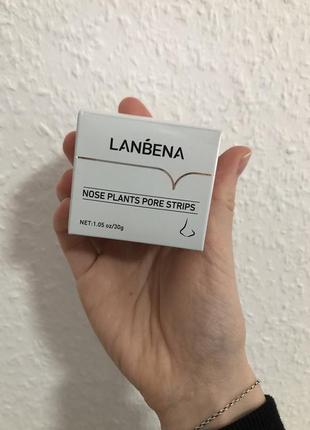 LANBENA
NOSE PLANTS PORE STRIPS
NET:1.05 oz/30g